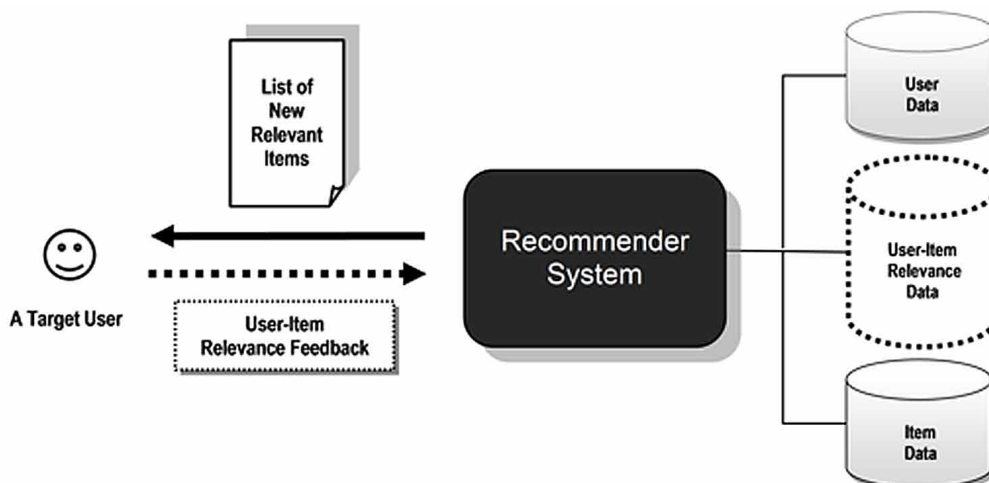 List of
New
Relevant
Items
A Target User
User-Item
Relevance Feedback
Recommender
System
User
Data
User-Item
Relevance
Data
Item
Data